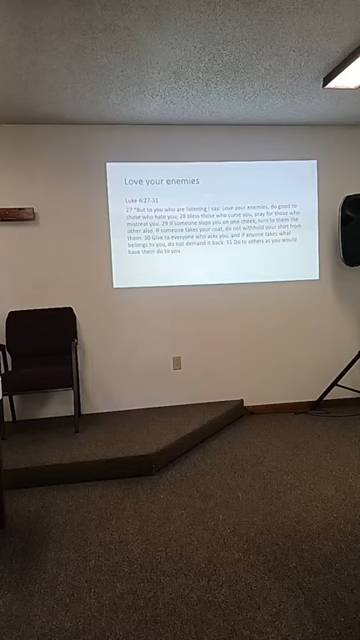 Love your enemies
Luke 6:27-31
27 "But to you who are listening I say: Love your enemies, do good to
those who hate you, 28 bless those who curse you, pray for those who
mistreat you. 29 If someone slaps you on one cheek, turn to them the
other also. If someone takes your coat, do not withhold your shirt from
them. 30 Give to everyone who asks you, and if anyone takes what
belongs to you, do not demand it back. 31 Do to others as you would
have them do to you